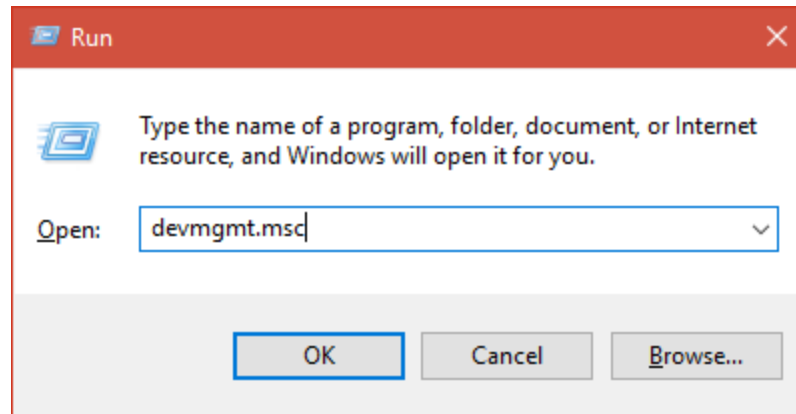 Run
Type the name of a program, folder, document, or Internet
resource, and Windows will open it for you.
Open: devmgmt.msc
OK Cancel Browse...